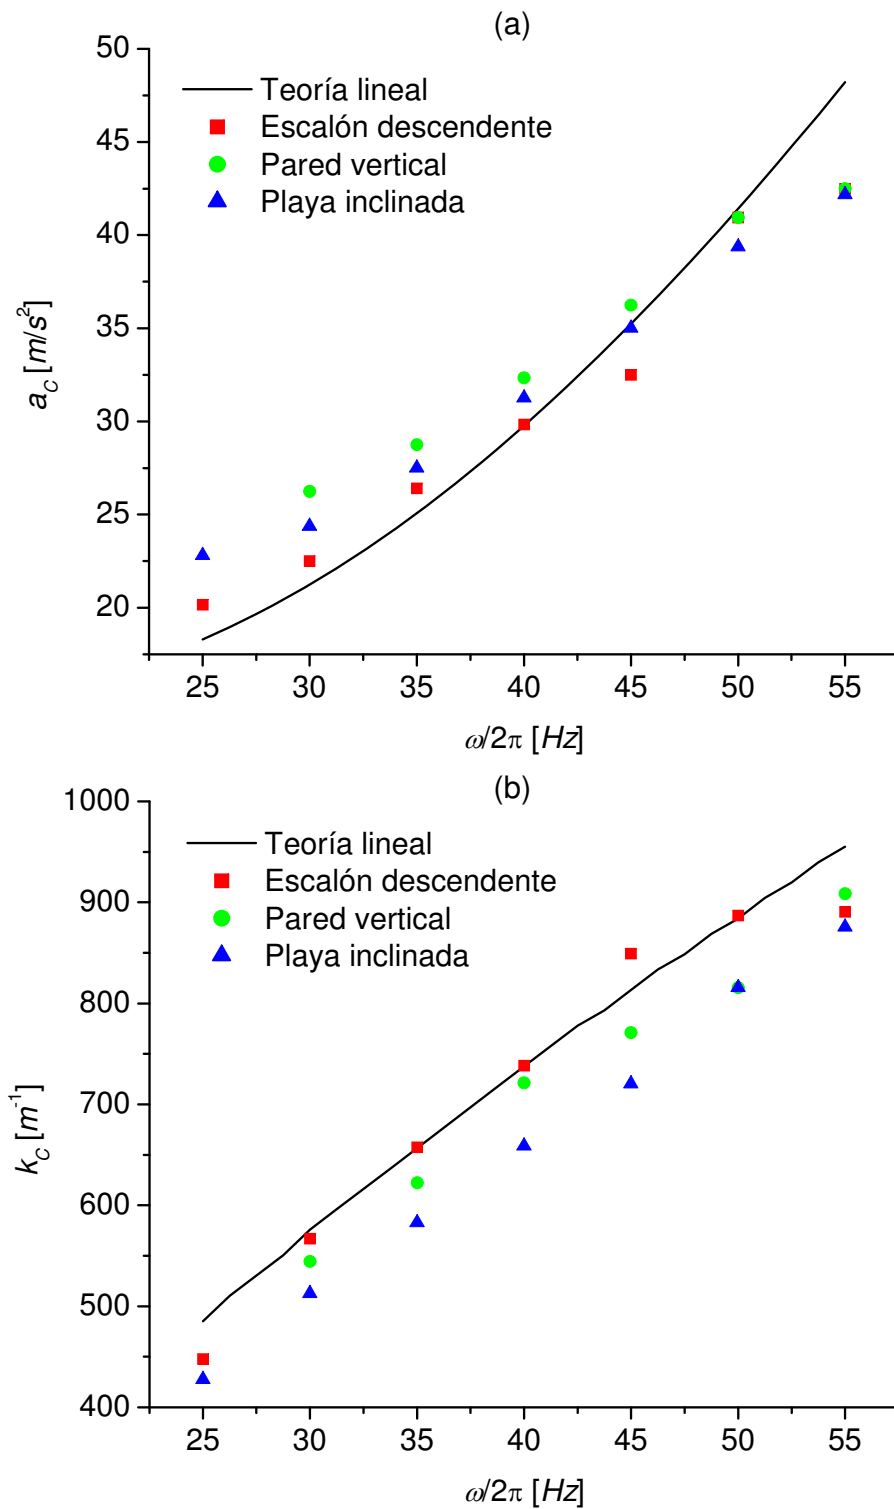 (a)
50
45
40
35
30
25
20
a_C [m/s²]
Teoría lineal
Escalón descendente
Pared vertical
Playa inclinada
25 30 35 40 45 50 55
ω/2π [Hz]
(b)
1000
900
800
700
600
500
400
k_C [m⁻¹]
Teoría lineal
Escalón descendente
Pared vertical
Playa inclinada
25 30 35 40 45 50 55
ω/2π [Hz]